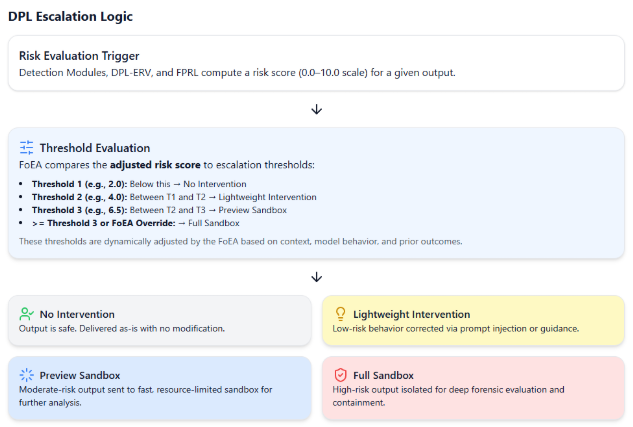 DPL Escalation Logic
Risk Evaluation Trigger
Detection Modules, DPL-ERV, and FPRL compute a risk score (0.0–10.0 scale) for a given output.
Threshold Evaluation
FoEA compares the adjusted risk score to escalation thresholds:
• Threshold 1 (e.g., 2.0): Below this → No Intervention
• Threshold 2 (e.g., 4.0): Between T1 and T2 → Lightweight Intervention
• Threshold 3 (e.g., 6.5): Between T2 and T3 → Preview Sandbox
• >= Threshold 3 or FoEA Override: → Full Sandbox
These thresholds are dynamically adjusted by the FoEA based on context, model behavior, and prior outcomes.
No Intervention
Output is safe. Delivered as-is with no modification.
Lightweight Intervention
Low-risk behavior corrected via prompt injection or guidance.
Preview Sandbox
Moderate-risk output sent to fast, resource-limited sandbox for
further analysis.
Full Sandbox
High-risk output isolated for deep forensic evaluation and
containment.